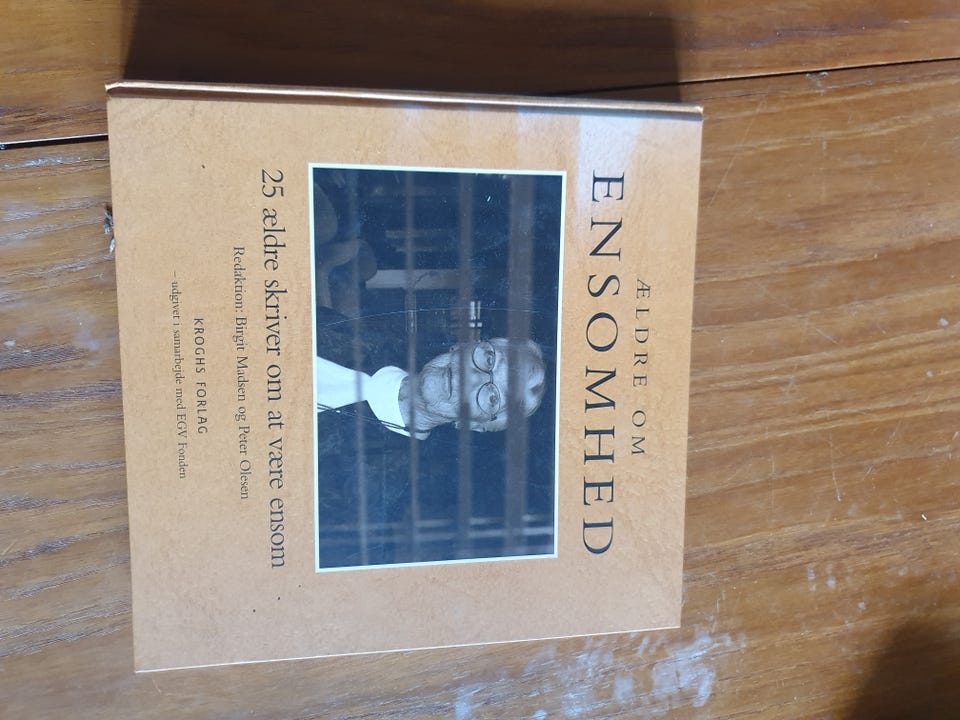 ÆLDRE OM
ENSOMHED
25 ældre skriver om at være ensom
Redaktion: Birgit Madsen og Peter Olesen
KROGHS FORLAG
– udgivet i samarbejde med EGV Fonden